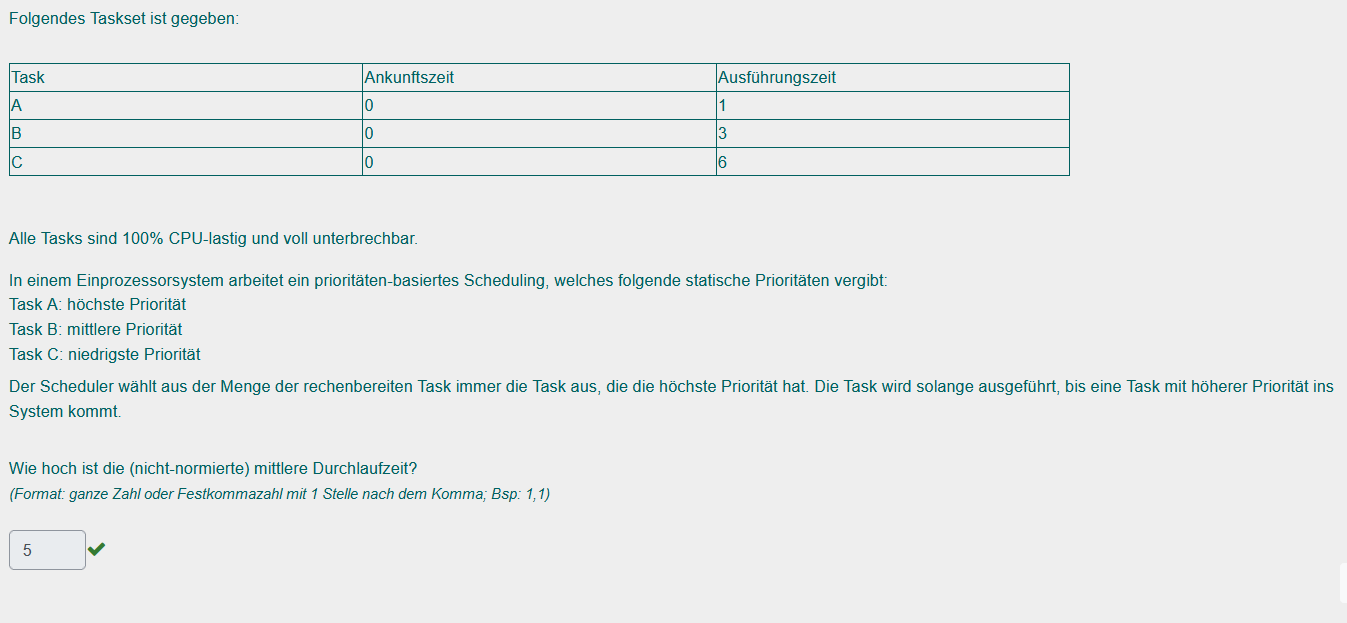 Folgendes Taskset ist gegeben:
Task Ankunftszeit Ausführungszeit
A 0 1
B 0 3
C 0 6
Alle Tasks sind 100% CPU-lastig und voll unterbrechbar.
In einem Einprozessorsystem arbeitet ein prioritäten-basiertes Scheduling, welches folgende statische Prioritäten vergibt:
Task A: höchste Priorität
Task B: mittlere Priorität
Task C: niedrigste Priorität
Der Scheduler wählt aus der Menge der rechenbereiten Task immer die Task aus, die die höchste Priorität hat. Die Task wird solange ausgeführt, bis eine Task mit höherer Priorität ins
System kommt.
Wie hoch ist die (nicht-normierte) mittlere Durchlaufzeit?
(Format: ganze Zahl oder Festkommazahl mit 1 Stelle nach dem Komma; Bsp: 1,1)
5